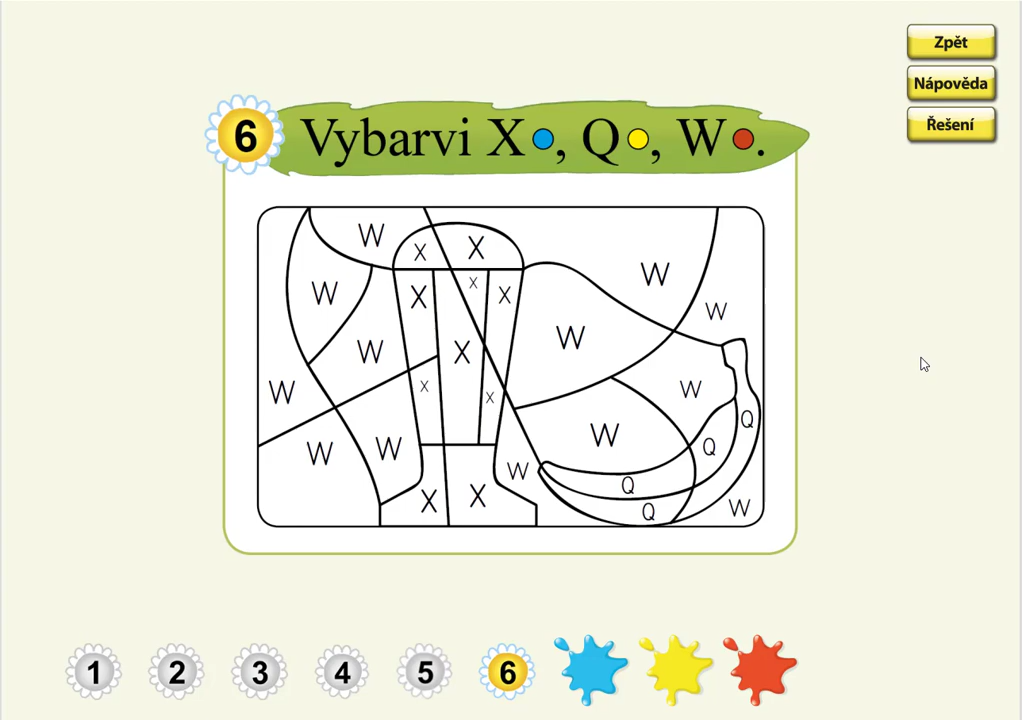 Zpět
Nápověda
Řešení
6 Vybarvi X, Q, W.
W X X
W
W X X X W
W
W X W
W X X W
Q
W W X X W W Q
Q
X X Q W
1 2 3 4 5 6